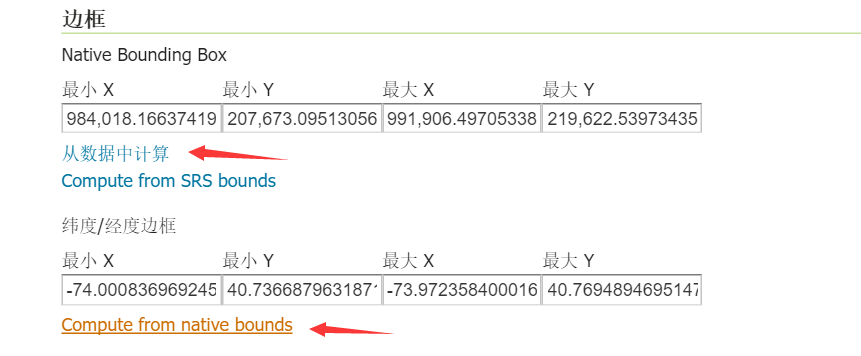 边框
Native Bounding Box
最小 X 最小 Y 最大 X 最大 Y
984,018.16637419 207,673.09513056 991,906.49705338 219,622.53973435
从数据中计算
Compute from SRS bounds
纬度/经度边框
最小 X 最小 Y 最大 X 最大 Y
-74.000836969245 40.736687963187 -73.972358400016 40.7694894695147
Compute from native bounds